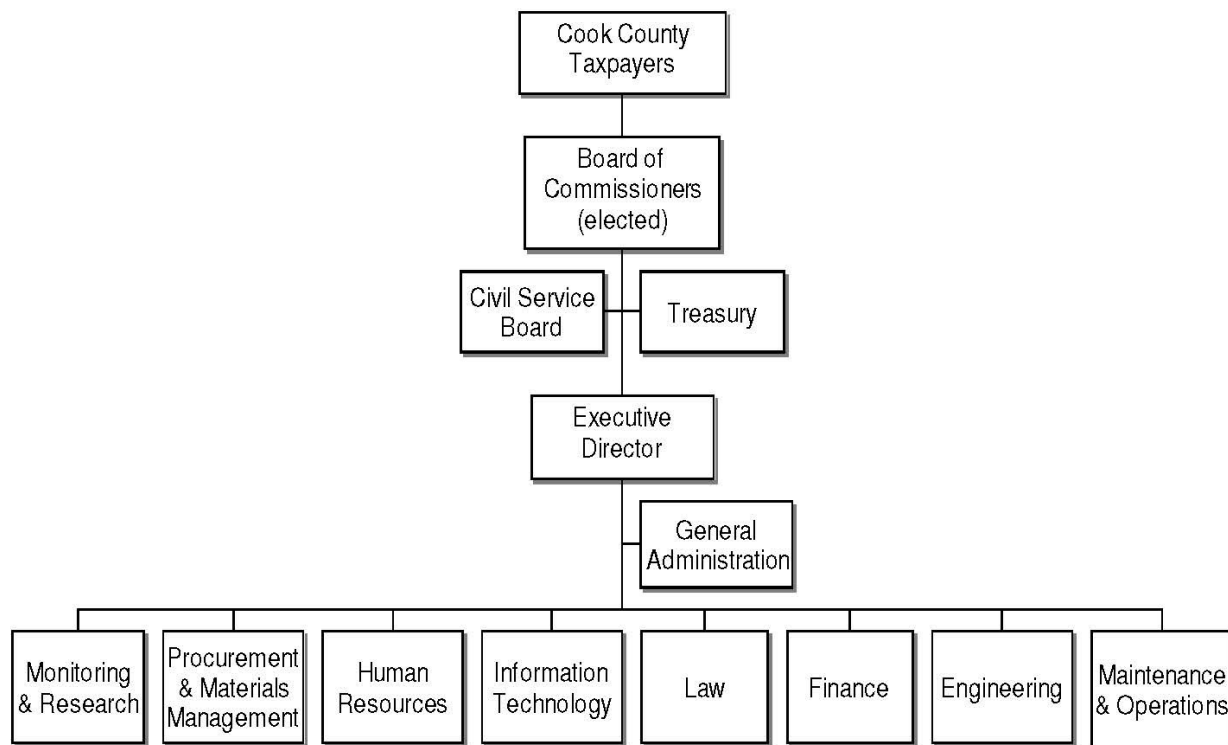 Cook County
Taxpayers
Board of
Commissioners
(elected)
Civil Service
Board
Treasury
Executive
Director
General
Administration
Monitoring
& Research
Procurement
& Materials
Management
Human
Resources
Information
Technology
Law
Finance
Engineering
Maintenance
& Operations